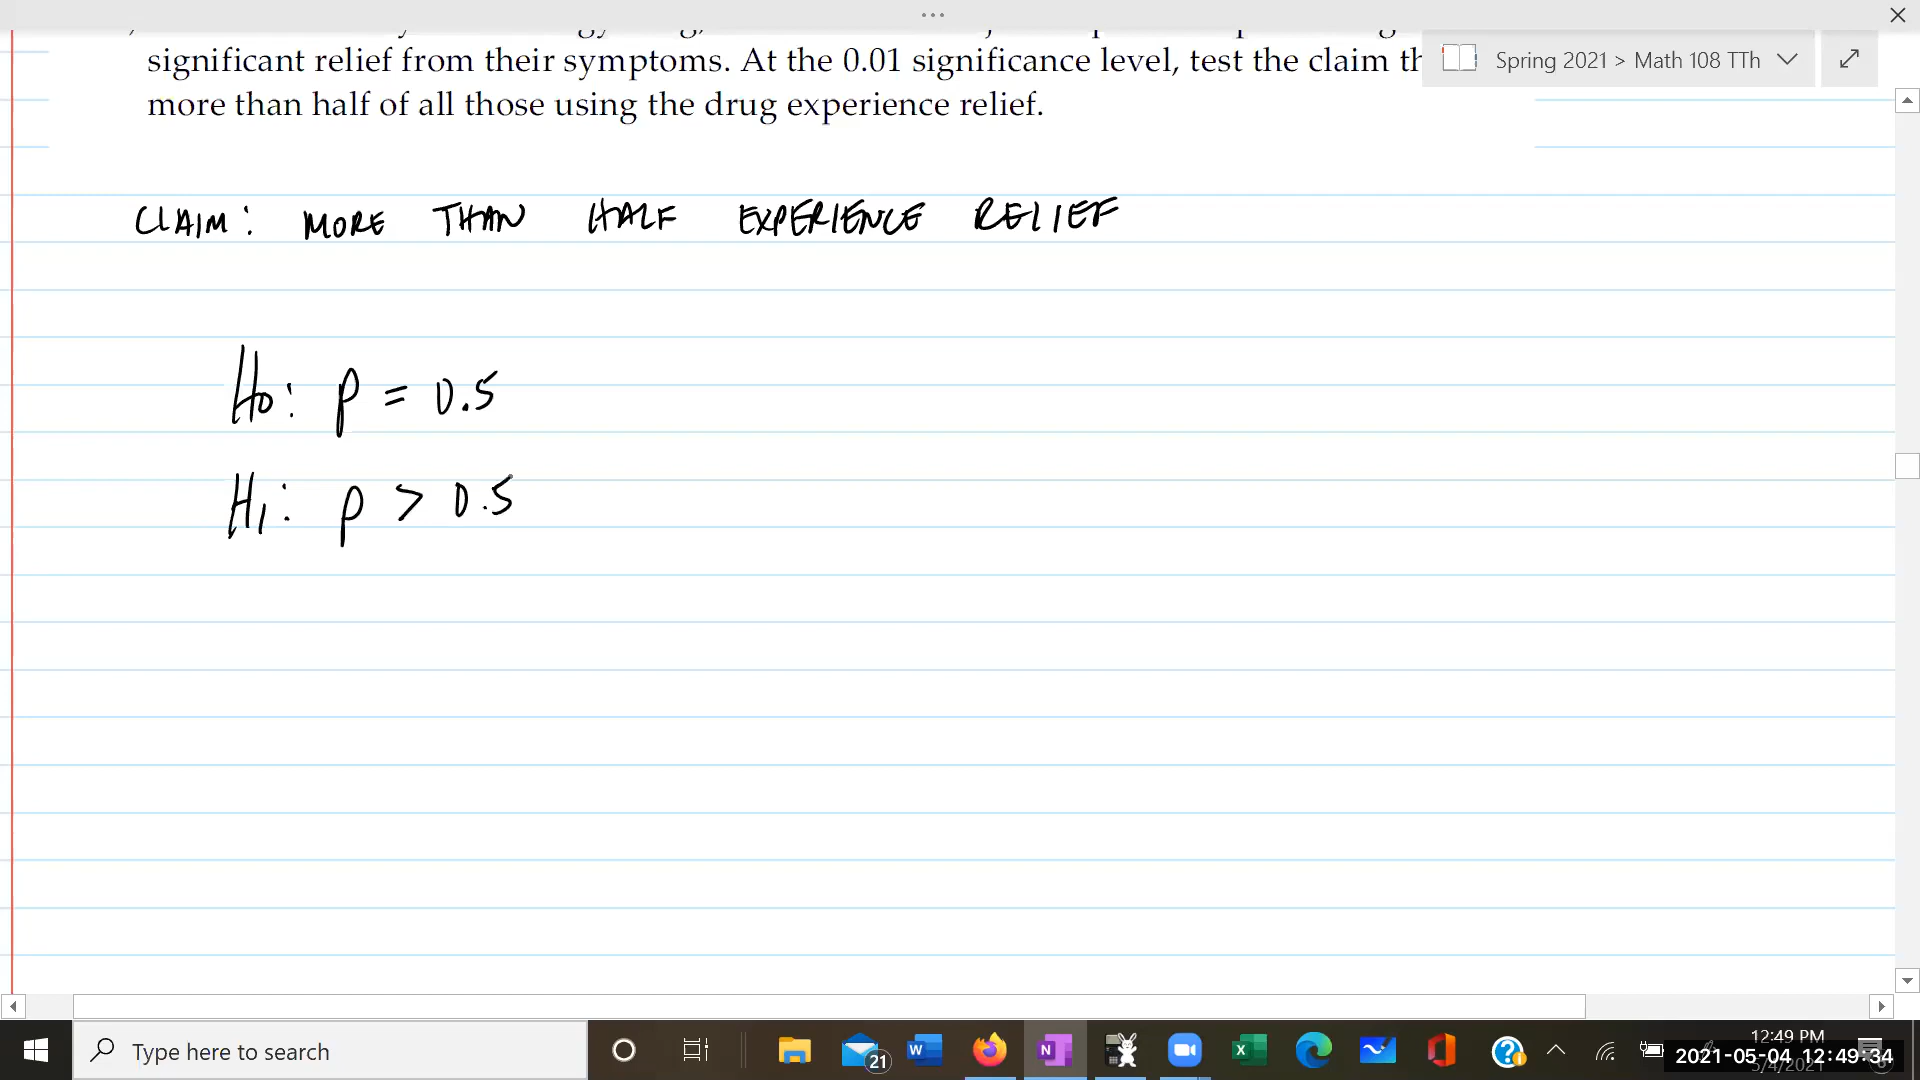 significant relief from their symptoms. At the 0.01 significance level, test the claim
more than half of all those using the drug experience relief.
Spring 2021 > Math 108 TTh
CLAIM: MORE THAN HALF EXPERIENCE RELIEF
H0: p = 0.5
H1: p > 0.5
Type here to search
21
12:49 PM
2021-05-04 12:49:34